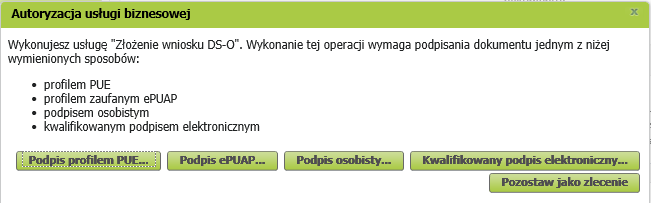 Autoryzacja usługi biznesowej
Wykonujesz usługę "Złożenie wniosku DS-O". Wykonanie tej operacji wymaga podpisania dokumentu jednym z niżej
wymienionych sposobów:
• profilem PUE
• profilem zaufanym ePUAP
• podpisem osobistym
• kwalifikowanym podpisem elektronicznym
Podpis profilem PUE... Podpis ePUAP... Podpis osobisty... Kwalifikowany podpis elektroniczny...
Pozostaw jako zlecenie